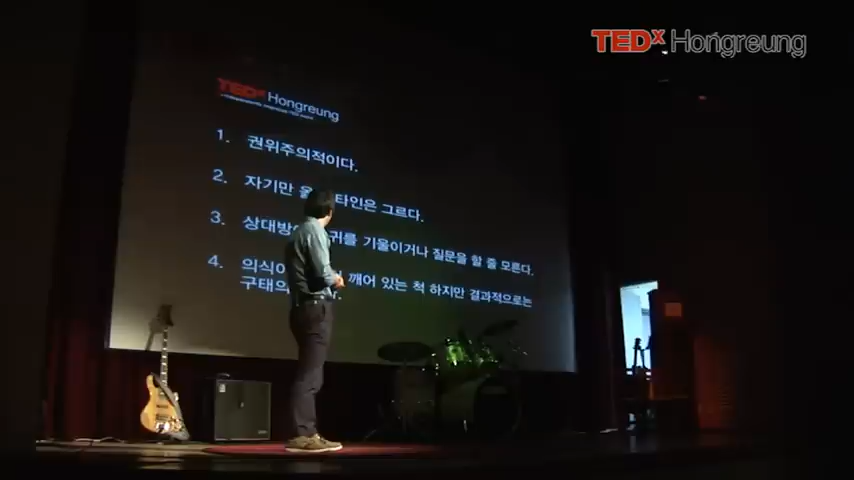 TEDx Hongreung
TEDx Hongreung
1. 권위주의적이다.
2. 자기만 타인은 그르다.
3. 상대방 귀를 기울이거나 질문을 할 줄 모른다.
4. 의식 깨어 있는 척 하지만 결과적으로는
구태의